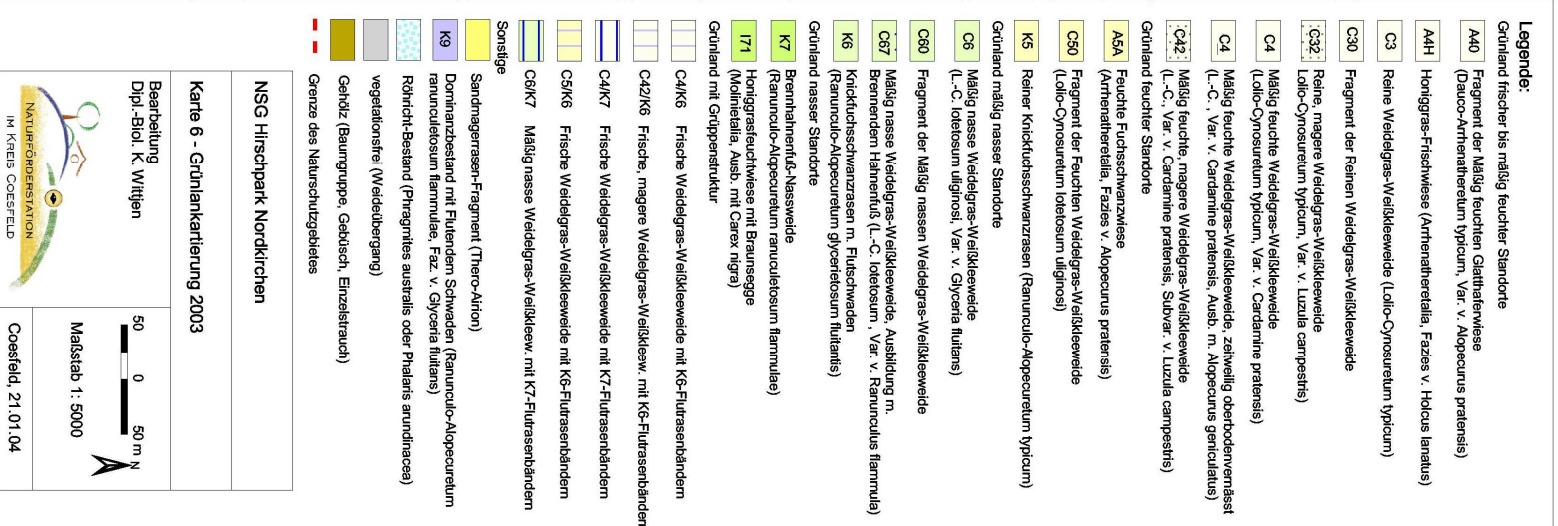 Legende:
Grünland frischer bis mäßig feuchter Standorte
A40 Fragment der Mäßig feuchten Glatthaferwiese
(Dauco-Arrhenatheretum typicum, Var. v. Alopecurus pratensis)
A4H Honiggras-Frischwiese (Arrhenatheretalia, Fazies v. Holcus lanatus)
C3 Reine Weidelgras-Weißkleeweide (Lolio-Cynosuretum typicum)
C30 Fragment der Reinen Weidelgras-Weißkleeweide
C32 Reine, magere Weidelgras-Weißkleeweide
Lolio-Cynosuretum typicum, Var. v. Luzula campestris)
C4 Mäßig feuchte Weidelgras-Weißkleeweide
(Lolio-Cynosuretum typicum, Var. v. Cardamine pratensis)
C4 Mäßig feuchte Weidelgras-Weißkleeweide, zeitweilig oberbodenvernässt
(L.-C. , Var. v. Cardamine pratensis, Ausb. m. Alopecurus geniculatus)
C42 Mäßig feuchte, magere Weidelgras-Weißkleeweide
(L.-C., Var. v. Cardamine pratensis, Subvar. v. Luzula campestris)
Grünland feuchter Standorte
A5A Feuchte Fuchsschwanzwiese
(Arrhenatheretalia, Fazies v. Alopecurus pratensis)
C50 Fragment der Feuchten Weidelgras-Weißkleeweide
(Lolio-Cynosuretum lotetosum uliginosi)
K5 Reiner Knickfuchsschwanzrasen (Ranunculo-Alopecuretum typicum)
Grünland mäßig nasser Standorte
C6 Mäßig nasse Weidelgras-Weißkleeweide
(L.-C. lotetosum uliginosi, Var. v. Glyceria fluitans)
C60 Fragment der Mäßig nassen Weidelgras-Weißkleeweide
C67 Mäßig nasse Weidelgras-Weißkleeweide, Ausbildung m.
Brennendem Hahnenfuß (L.-C. lotetosum , Var. v. Ranunculus flammula)
K6 Knickfuchsschwanzrasen m. Flutschwaden
(Ranunculo-Alopecuretum glycerietosum fluitantis)
Grünland nasser Standorte
K7 Brennhahnenfuß-Nassweide
(Ranunculo-Alopecuretum ranuculetosum flammulae)
I71 Honiggrasfeuchtwiese mit Braunsegge
(Molinietalia, Ausb. mit Carex nigra)
Grünland mit Grüppenstruktur
C4/K6 Frische Weidelgras-Weißkleeweide mit K6-Flutrasenbändern
C42/K6 Frische, magere Weidelgras-Weißkleew. mit K6-Flutrasenbändern
C4/K7 Frische Weidelgras-Weißkleeweide mit K7-Flutrasenbändern
C5/K6 Frische Weidelgras-Weißkleeweide mit K6-Flutrasenbändern
C6/K7 Mäßig nasse Weidelgras-Weißkleew. mit K7-Flutrasenbändern
Sonstige
Sandmagerrasen-Fragment (Thero-Airion)
K9 Dominanzbestand mit Flutendem Schwaden (Ranunculo-Alopecuretum
ranunculetosum flammulae, Faz. v. Glyceria fluitans)
Röhricht-Bestand (Phragmites australis oder Phalaris arundinacea)
vegetationsfrei (Weideübergang)
Gehölz (Baumgruppe, Gebüsch, Einzelstrauch)
Grenze des Naturschutzgebietes
NSG Hirschpark Nordkirchen
Karte 6 - Grünlankartierung 2003
Bearbeitung
Dipl.-Biol. K. Wittjen
NATURFÖRDERSTATION
IM KREIS COESFELD
50 0 50 m N
Maßstab 1: 5000
Coesfeld, 21.01.04